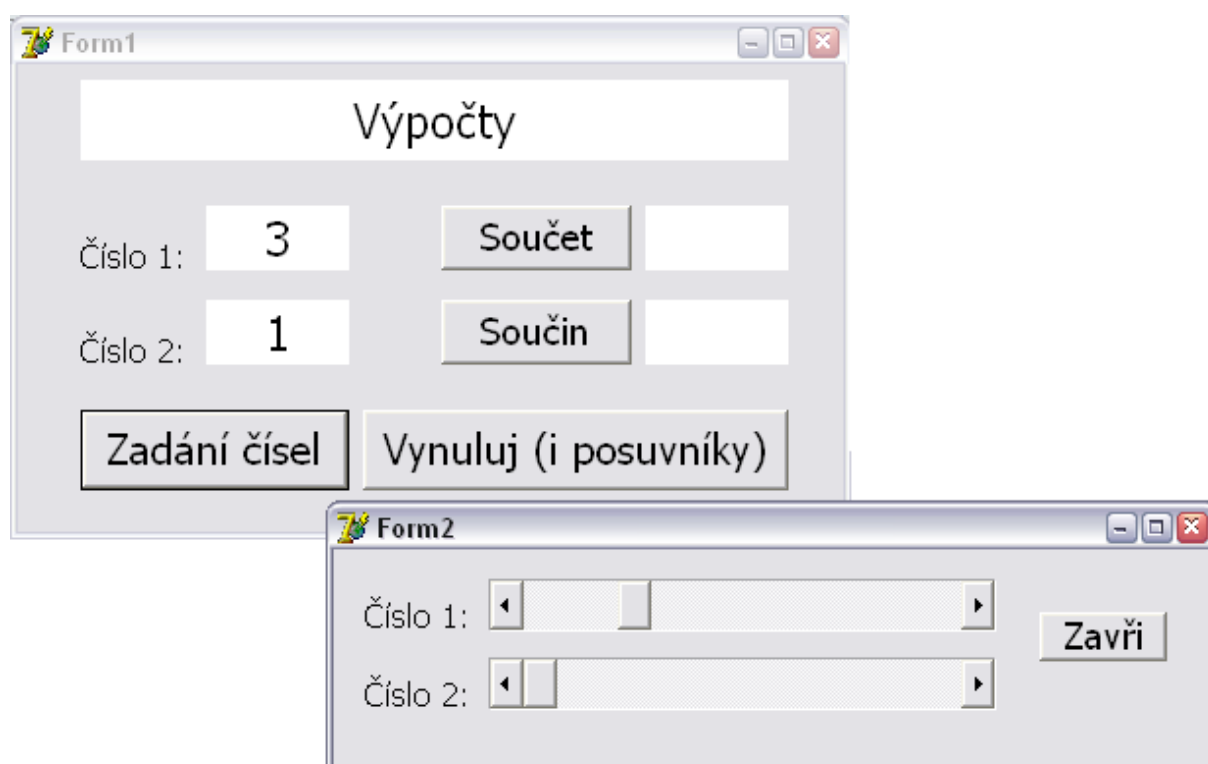 Form1
Výpočty
Číslo 1: 3 Součet
Číslo 2: 1 Součin
Zadání čísel Vynuluj (i posuvníky)
Form2
Číslo 1:
Zavři
Číslo 2: